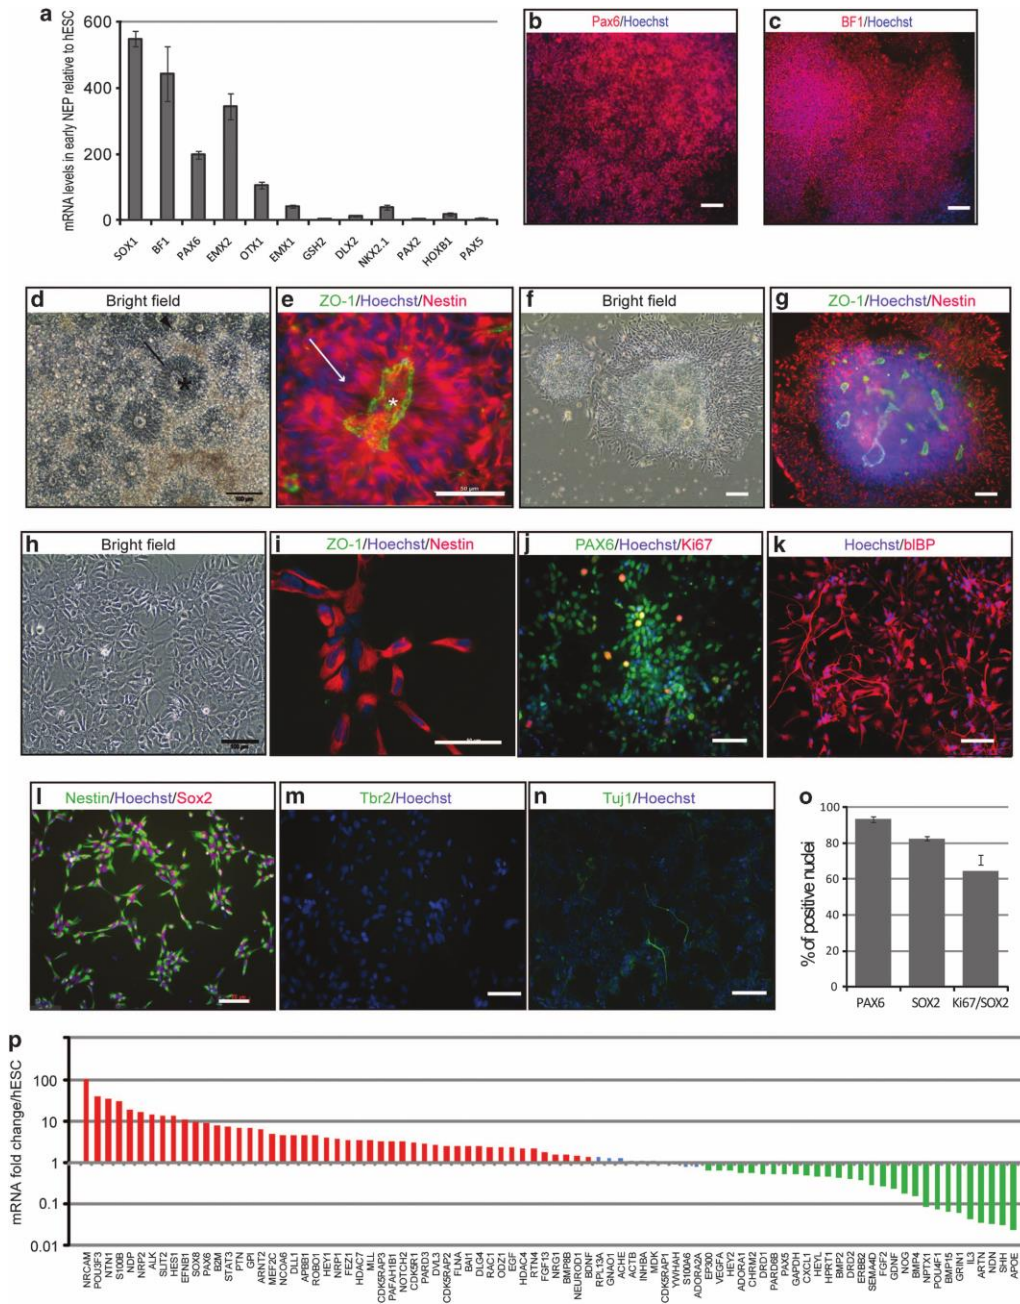 a
mRNA levels in early NEP relative to hESC
600
400
200
0
SOX1 BF1 PAX6 EMX2 OTX1 EMX1 GSH2 DLX2 NKX2.1 PAX2 HOXB1 PAX5
b Pax6/Hoechst
c BF1/Hoechst
d Bright field
*
e ZO-1/Hoechst/Nestin
*
f Bright field
g ZO-1/Hoechst/Nestin
h Bright field
i ZO-1/Hoechst/Nestin
j PAX6/Hoechst/Ki67
k Hoechst/blBP
l Nestin/Hoechst/Sox2
m Tbr2/Hoechst
n Tuj1/Hoechst
o
% of positive nuclei
100
80
60
40
20
0
PAX6 SOX2 Ki67/SOX2
p
mRNA fold change/hESC
100
10
1
0.1
0.01
NRCAM POU3F3 NTN1 S100B NDP NRP2 ALK SLIT2 HES1 EFNB1 SOX8 PAX6 B2M STAT3 PTN GPI ARNT2 MEF2C NCOA6 DLL1 APBB1 ROBO1 HEY1 NRP1 FEZ1 HDAC7 MLL CDK5RAP3 PAFAH1B1 NOTCH2 CDK5R1 PARD3 DVL3 CDK5RAP2 FLNA BAI1 DLG4 RAC1 ODZ1 EGF HDAC4 RTN4 FGF13 NRG1 BMP8B BDNF RPL13A GNAO1 ACHE ACTB INHBA MDK CDK5RAP1 YWHAH S100A6 ADORA2A EP300 VEGFA HEY2 ADORA1 CHRM2 DRD1 PARD6B PAX5 GAPDH CXCL1 HEYL HPRT1 BMP2 DRD2 ERBB2 SEMA4D FGF2 GDNF NOG BMP4 NPTX1 POU4F1 BMP15 GRIN1 IL3 ARTN NDN SHH APOE